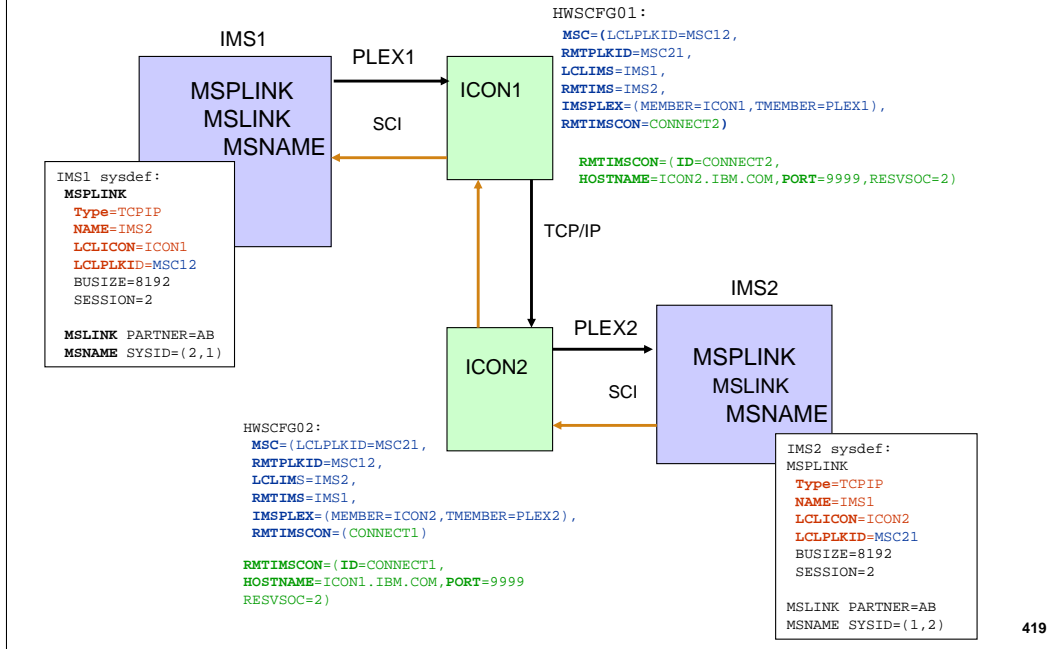 HWSCFG01:
MSC=(LCLPLKID=MSC12,
RMTPLKID=MSC21,
LCLIMS=IMS1,
RMTIMS=IMS2,
IMSPLEX=(MEMBER=ICON1,TMEMBER=PLEX1),
RMTIMSCON=CONNECT2)
RMTIMSCON=(ID=CONNECT2,
HOSTNAME=ICON2.IBM.COM,PORT=9999,RESVSOC=2)
IMS1
PLEX1
MSPLINK
MSLINK
MSNAME
SCI
ICON1
IMS1 sysdef:
MSPLINK
Type=TCPIP
NAME=IMS2
LCLICON=ICON1
LCLPLKID=MSC12
BUSIZE=8192
SESSION=2
MSLINK PARTNER=AB
MSNAME SYSID=(2,1)
TCP/IP
IMS2
PLEX2
ICON2
SCI
MSPLINK
MSLINK
MSNAME
HWSCFG02:
MSC=(LCLPLKID=MSC21,
RMTPLKID=MSC12,
LCLIMS=IMS2,
RMTIMS=IMS1,
IMSPLEX=(MEMBER=ICON2,TMEMBER=PLEX2),
RMTIMSCON=(CONNECT1)
RMTIMSCON=(ID=CONNECT1,
HOSTNAME=ICON1.IBM.COM,PORT=9999
RESVSOC=2)
IMS2 sysdef:
MSPLINK
Type=TCPIP
NAME=IMS1
LCLICON=ICON2
LCLPLKID=MSC21
BUSIZE=8192
SESSION=2
MSLINK PARTNER=AB
MSNAME SYSID=(1,2)
419